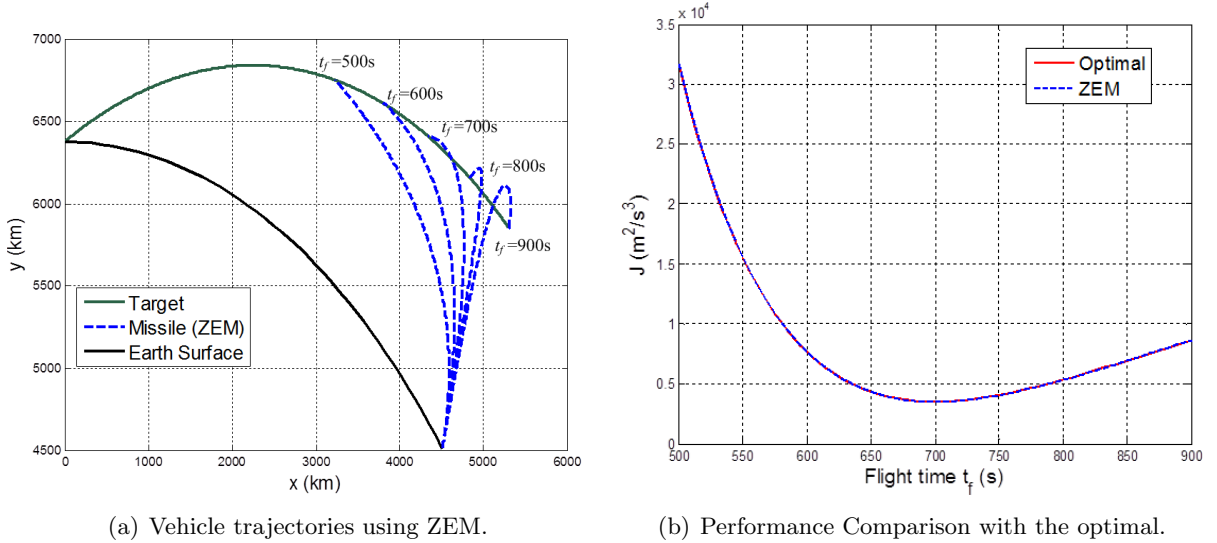 7000
6500
6000
5500
5000
4500
y (km)
0 1000 2000 3000 4000 5000 6000
x (km)
t_f=500s
t_f=600s
t_f=700s
t_f=800s
t_f=900s
Target
Missile (ZEM)
Earth Surface
(a) Vehicle trajectories using ZEM.
x 10^4
3.5
3
2.5
2
1.5
1
0.5
0
J (m^2/s^3)
500 550 600 650 700 750 800 850 900
Flight time t_f (s)
Optimal
ZEM
(b) Performance Comparison with the optimal.